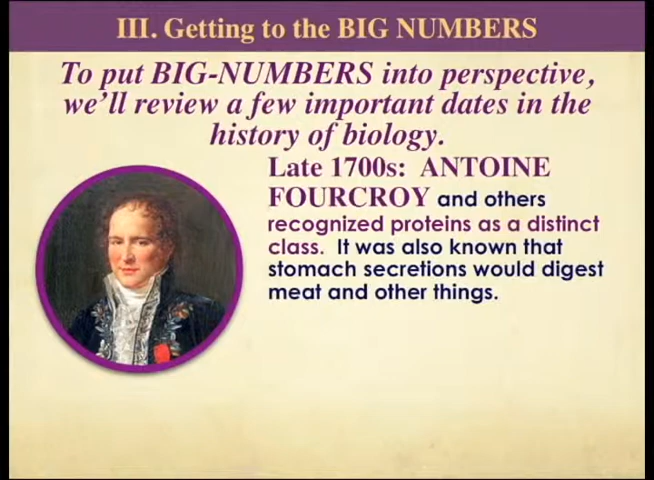 III. Getting to the BIG NUMBERS
To put BIG-NUMBERS into perspective,
we'll review a few important dates in the
history of biology.
Late 1700s: ANTOINE
FOURCROY and others
recognized proteins as a distinct
class. It was also known that
stomach secretions would digest
meat and other things.